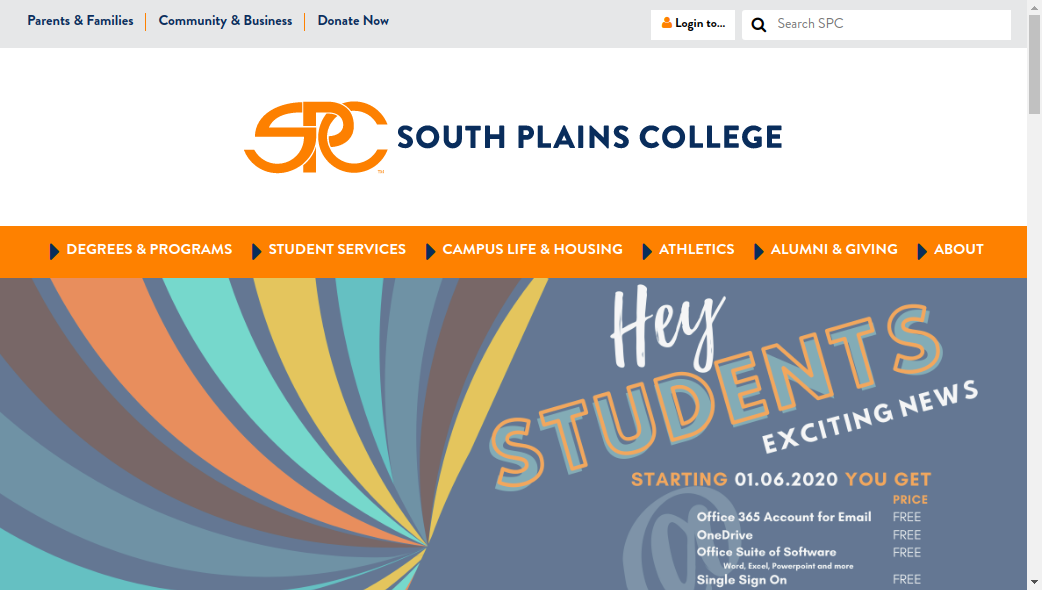 Parents & Families
Community & Business
Donate Now
Login to...
Search SPC
SPC
TM
SOUTH PLAINS COLLEGE
DEGREES & PROGRAMS
STUDENT SERVICES
CAMPUS LIFE & HOUSING
ATHLETICS
ALUMNI & GIVING
ABOUT
Hey
STUDENTS
EXCITING NEWS
STARTING 01.06.2020 YOU GET
PRICE
@
Office 365 Account for Email FREE
OneDrive FREE
Office Suite of Software FREE
Word, Excel, Powerpoint and more
Single Sign On FREE